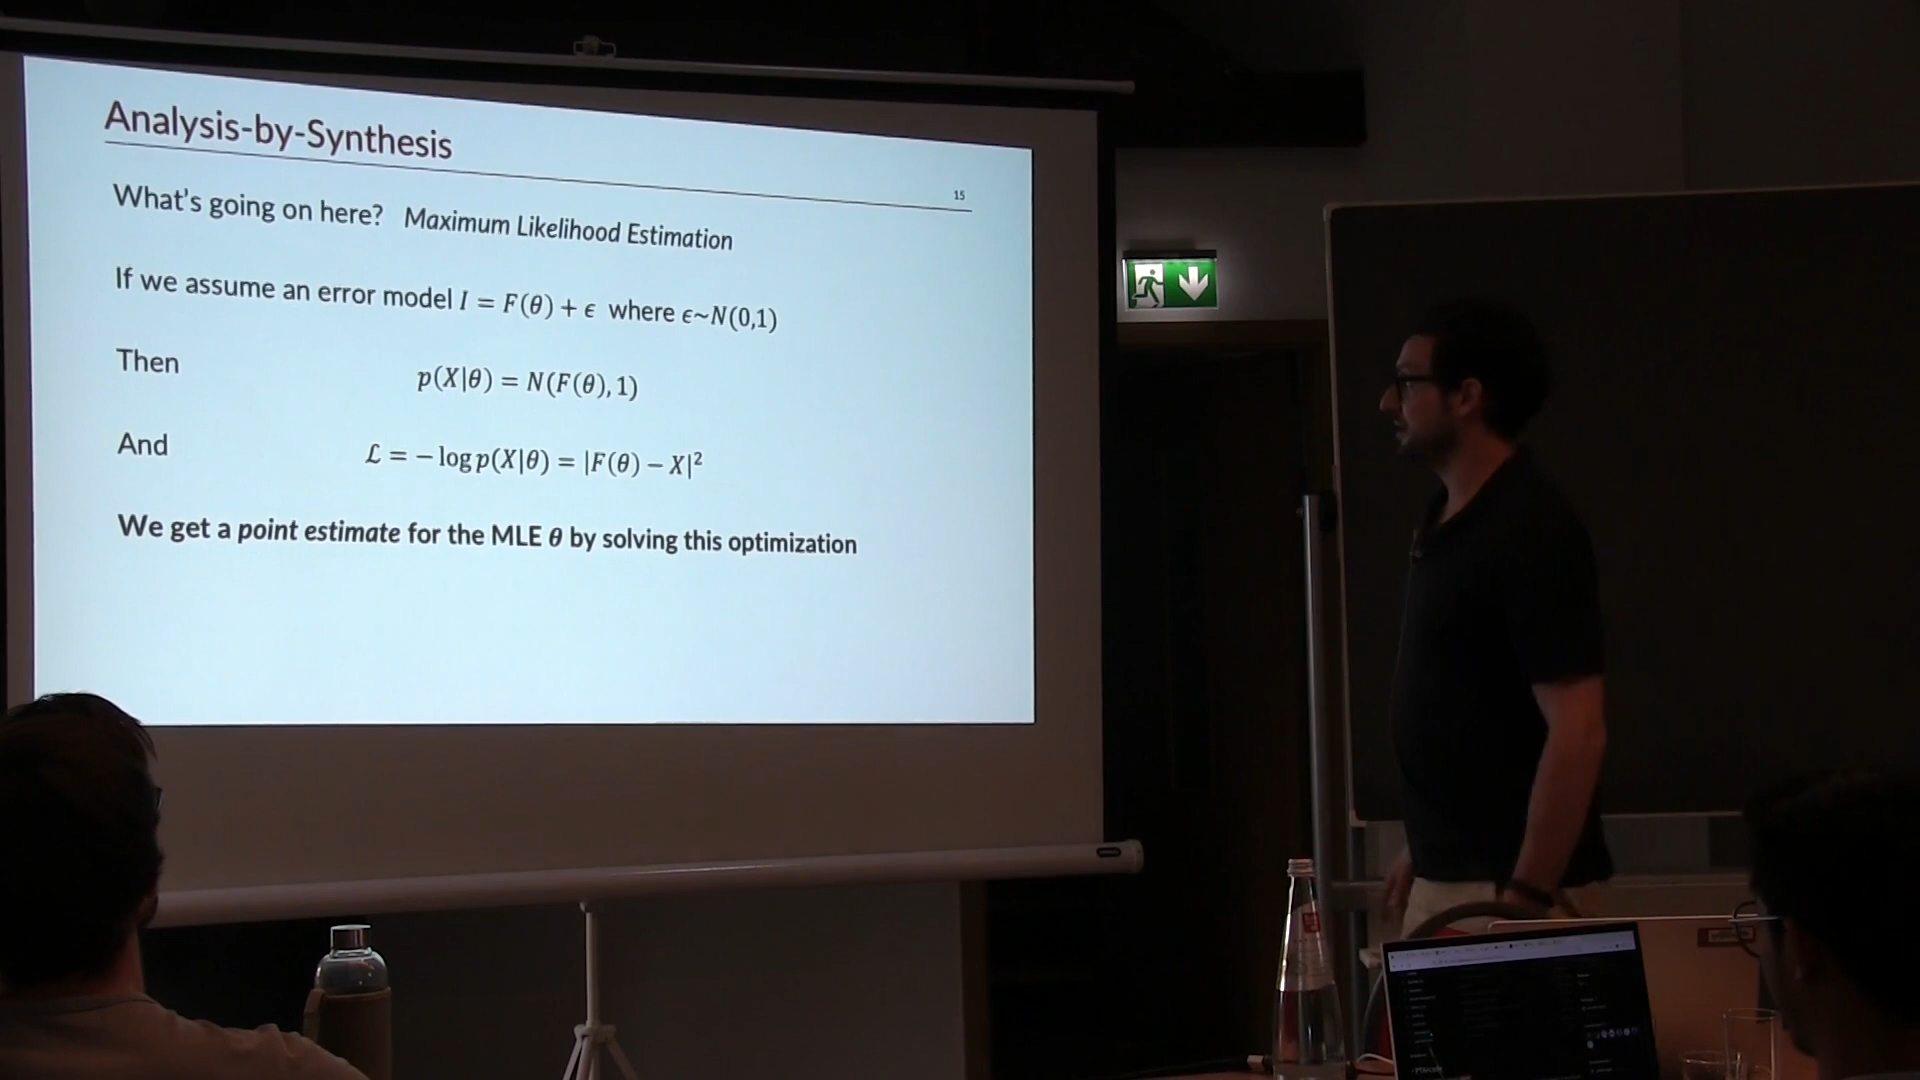 Analysis-by-Synthesis
15
What's going on here? Maximum Likelihood Estimation
If we assume an error model I = F(θ) + ϵ where ϵ~N(0,1)
Then
p(X|θ) = N(F(θ), 1)
And
ℒ = − log p(X|θ) = |F(θ) − X|²
We get a point estimate for the MLE θ by solving this optimization